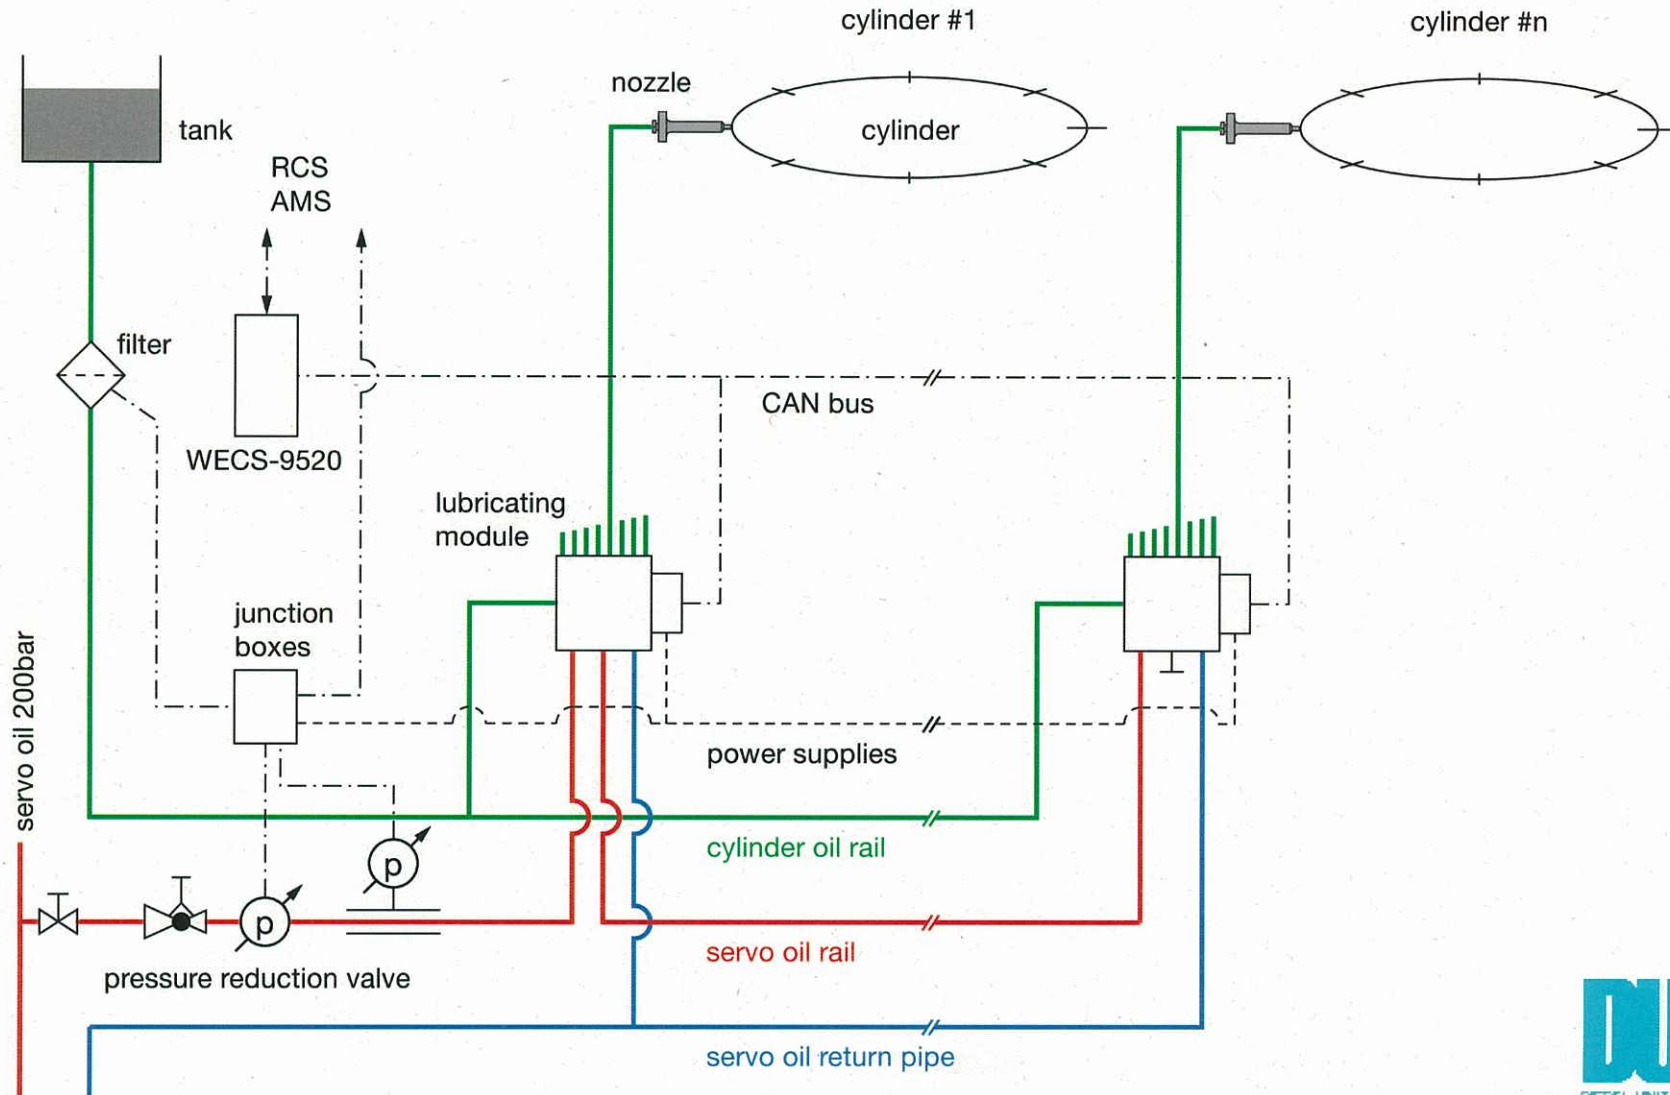 cylinder #1
cylinder #n
nozzle
tank
cylinder
RCS
AMS
filter
CAN bus
WECS-9520
lubricating
module
junction
boxes
servo oil 200bar
power supplies
cylinder oil rail
p
p
servo oil rail
pressure reduction valve
servo oil return pipe
DU